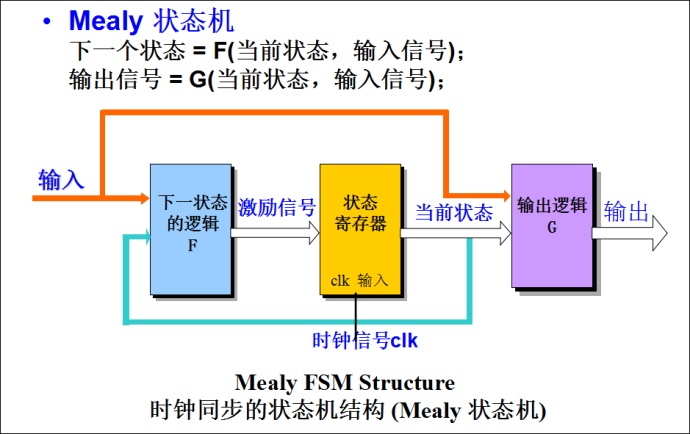 • Mealy 状态机
下一个状态 = F(当前状态，输入信号);
输出信号 = G(当前状态，输入信号);
输入
下一状态
的逻辑
F
激励信号
状态
寄存器
clk 输入
当前状态
输出逻辑
G
输出
时钟信号clk
Mealy FSM Structure
时钟同步的状态机结构 (Mealy 状态机)